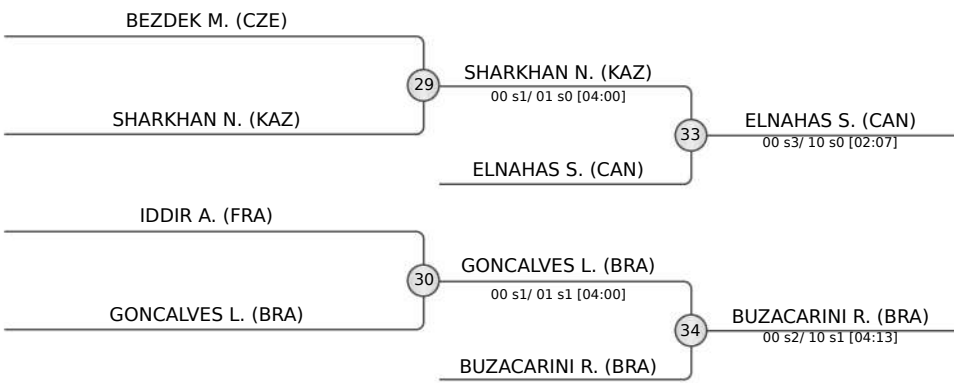 BEZDEK M. (CZE)
29
SHARKHAN N. (KAZ)
00 s1/ 01 s0 [04:00]
SHARKHAN N. (KAZ)
33
ELNAHAS S. (CAN)
00 s3/ 10 s0 [02:07]
ELNAHAS S. (CAN)
IDDIR A. (FRA)
30
GONCALVES L. (BRA)
00 s1/ 01 s1 [04:00]
GONCALVES L. (BRA)
34
BUZACARINI R. (BRA)
00 s2/ 10 s1 [04:13]
BUZACARINI R. (BRA)